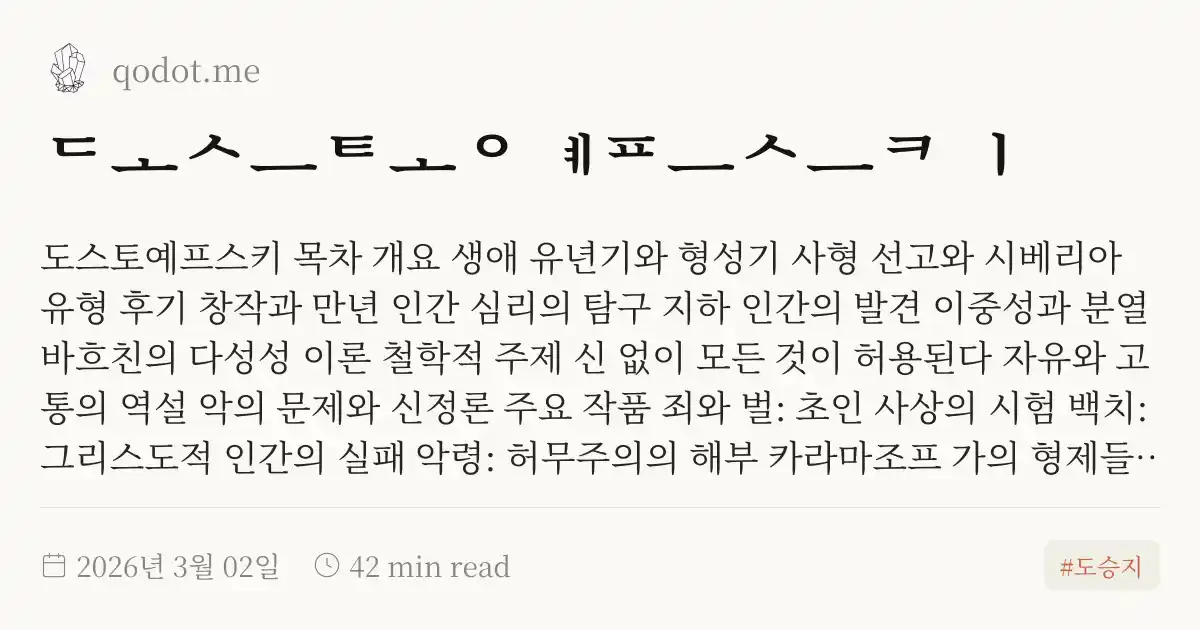 qodot.me
ㄷㅗㅅㅡㅌㅗㅇㅖㅍㅡㅅㅡㅋㅣ
도스토예프스키 목차 개요 생애 유년기와 형성기 사형 선고와 시베리아
유형 후기 창작과 만년 인간 심리의 탐구 지하 인간의 발견 이중성과 분열
바흐친의 다성성 이론 철학적 주제 신 없이 모든 것이 허용된다 자유와 고
통의 역설 악의 문제와 신정론 주요 작품 죄와 벌: 초인 사상의 시험 백치:
그리스도적 인간의 실패 악령: 허무주의의 해부 카라마조프 가의 형제들··
2026년 3월 02일 42 min read
#도승지